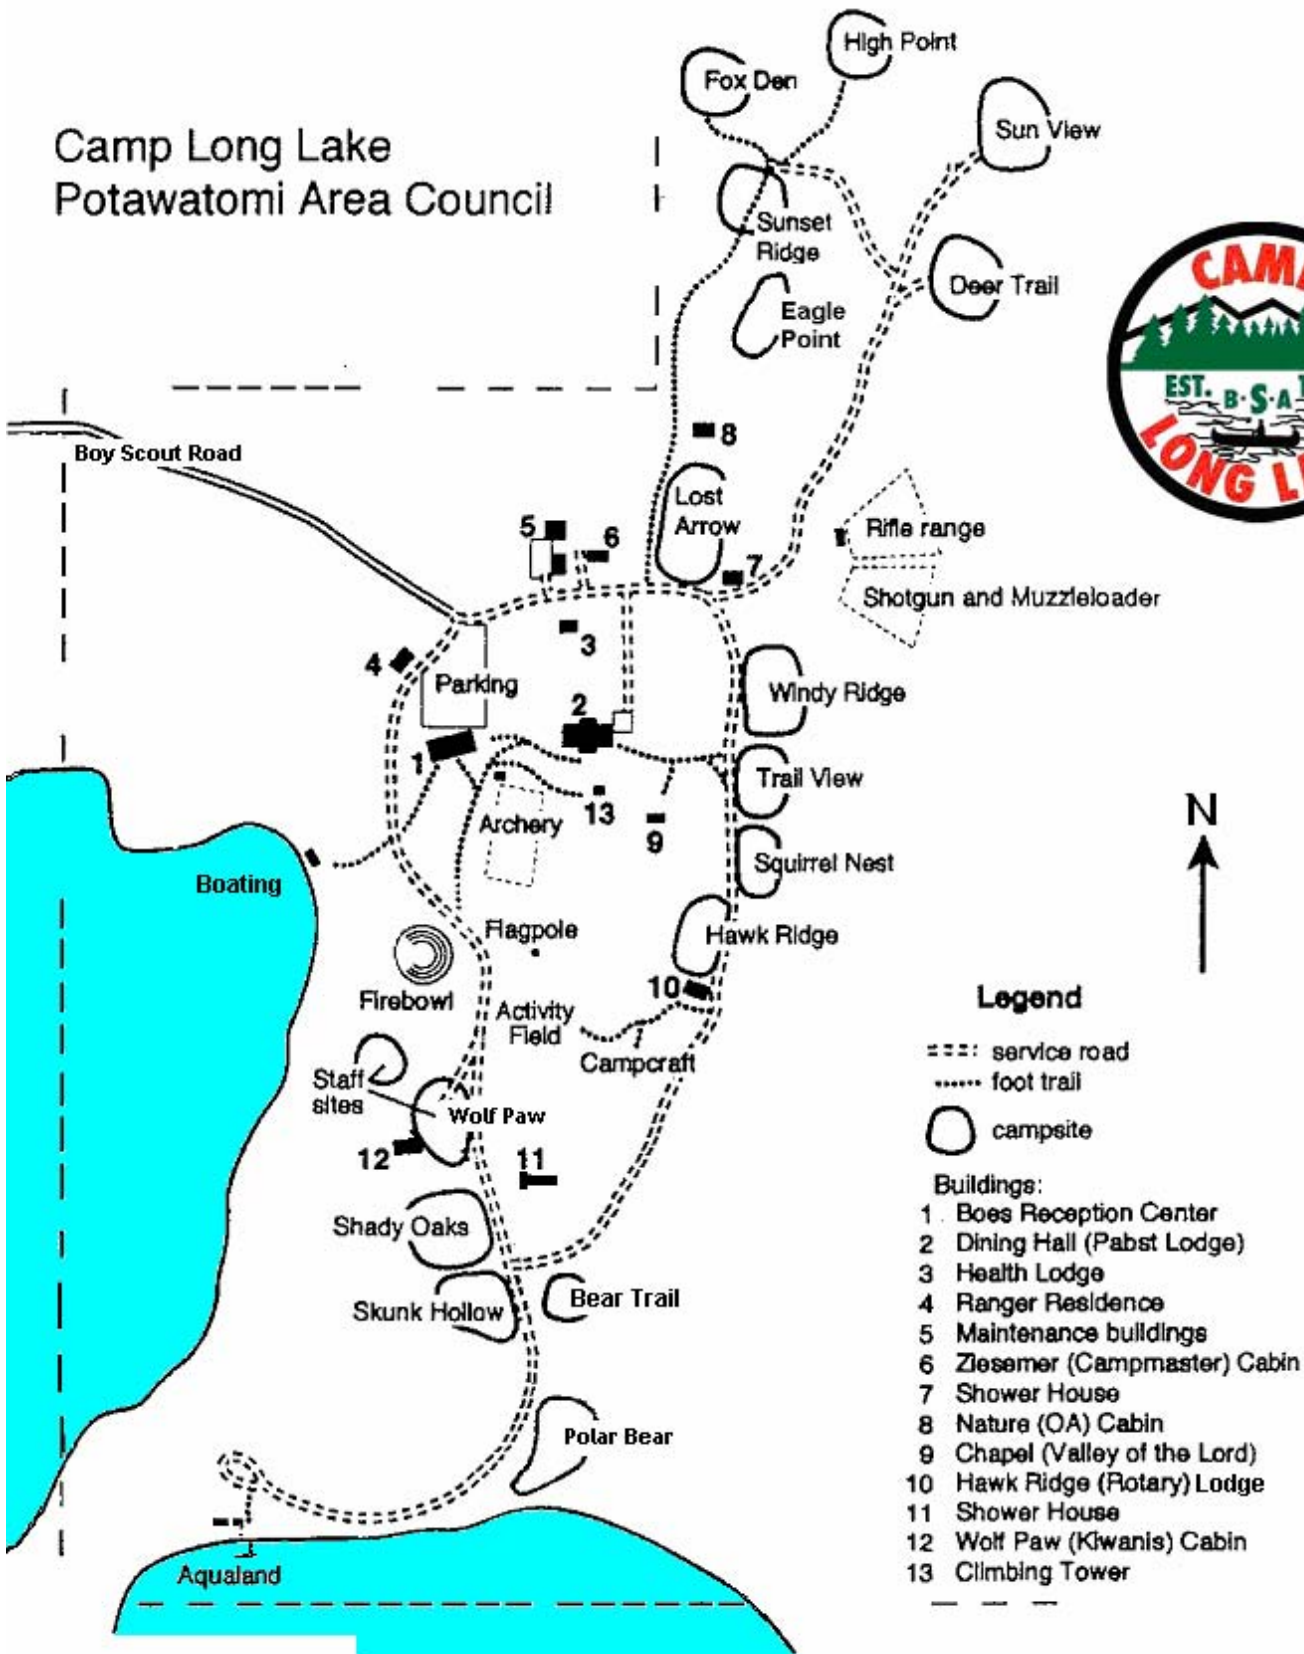 Camp Long Lake
Potawatomi Area Council
High Point
Fox Den
Sun View
Sunset
Ridge
Deer Trail
Eagle
Point
CAM
EST. B·S·A
LONG L
Boy Scout Road
8
Lost
Arrow
5
6
7
Rifle range
Shotgun and Muzzleloader
3
4
Parking
2
Windy Ridge
1
Trail View
13
Archery
9
N
Squirrel Nest
Boating
Flagpole
Hawk Ridge
Firebowl
10
Activity
Field
Campcraft
Staff
sites
Wolf Paw
12
11
Shady Oaks
Skunk Hollow
Bear Trail
Polar Bear
Aqualand
Legend
service road
foot trail
campsite
Buildings:
1 Boes Reception Center
2 Dining Hall (Pabst Lodge)
3 Health Lodge
4 Ranger Residence
5 Maintenance buildings
6 Ziesemer (Campmaster) Cabin
7 Shower House
8 Nature (OA) Cabin
9 Chapel (Valley of the Lord)
10 Hawk Ridge (Rotary) Lodge
11 Shower House
12 Wolf Paw (Kiwanis) Cabin
13 Climbing Tower